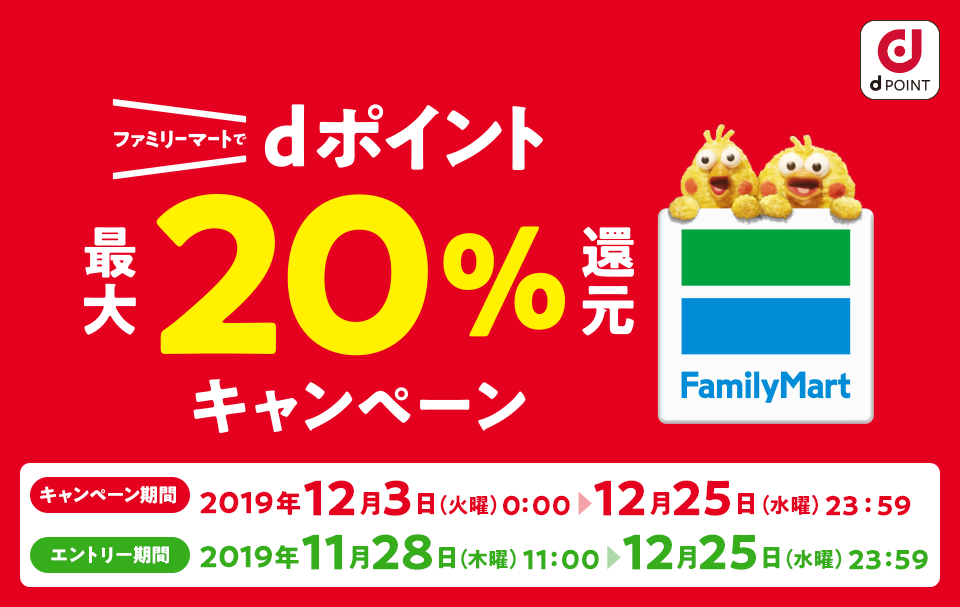 d POINT
ファミリーマートで
dポイント
最大
20%
還元
キャンペーン
FamilyMart
キャンペーン期間 2019年12月3日(火曜)0:00▶12月25日(水曜)23:59
エントリー期間 2019年11月28日(木曜)11:00▶12月25日(水曜)23:59